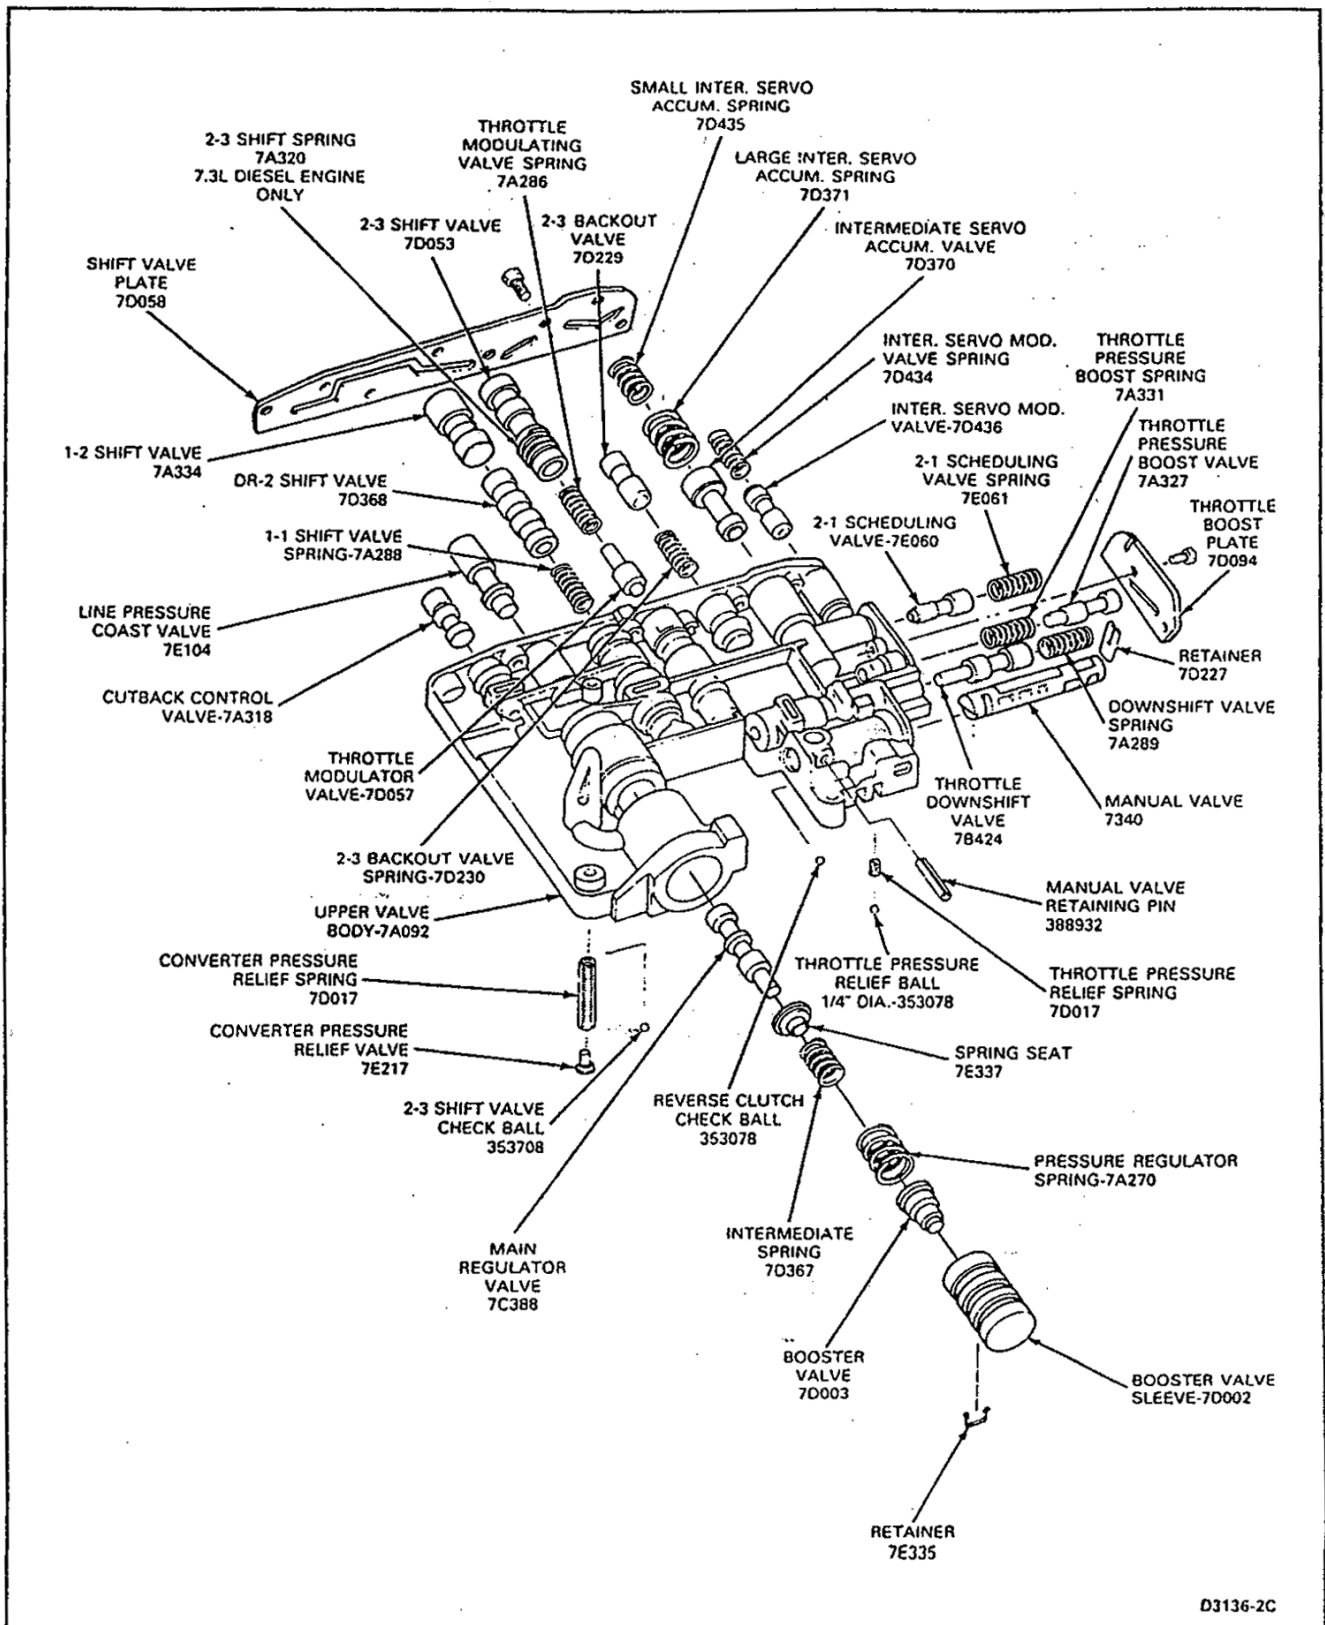 SMALL INTER. SERVO
ACCUM. SPRING
7D435
2-3 SHIFT SPRING
7A320
7.3L DIESEL ENGINE
ONLY
THROTTLE
MODULATING
VALVE SPRING
7A286
LARGE INTER. SERVO
ACCUM. SPRING
7D371
2-3 SHIFT VALVE
7D053
2-3 BACKOUT
VALVE
7D229
INTERMEDIATE SERVO
ACCUM. VALVE
7D370
SHIFT VALVE
PLATE
7D058
INTER. SERVO MOD.
VALVE SPRING
7D434
THROTTLE
PRESSURE
BOOST SPRING
7A331
INTER. SERVO MOD.
VALVE-7D436
THROTTLE
PRESSURE
BOOST VALVE
7A327
1-2 SHIFT VALVE
7A334
DR-2 SHIFT VALVE
7D368
2-1 SCHEDULING
VALVE SPRING
7E061
THROTTLE
BOOST
PLATE
7D094
1-1 SHIFT VALVE
SPRING-7A288
2-1 SCHEDULING
VALVE-7E060
LINE PRESSURE
COAST VALVE
7E104
RETAINER
7D227
CUTBACK CONTROL
VALVE-7A318
DOWNSHIFT VALVE
SPRING
7A289
THROTTLE
MODULATOR
VALVE-7D057
THROTTLE
DOWNSHIFT
VALVE
7B424
MANUAL VALVE
7340
2-3 BACKOUT VALVE
SPRING-7D230
MANUAL VALVE
RETAINING PIN
388932
UPPER VALVE
BODY-7A092
CONVERTER PRESSURE
RELIEF SPRING
7D017
THROTTLE PRESSURE
RELIEF BALL
1/4" DIA.-353078
THROTTLE PRESSURE
RELIEF SPRING
7D017
CONVERTER PRESSURE
RELIEF VALVE
7E217
SPRING SEAT
7E337
2-3 SHIFT VALVE
CHECK BALL
353708
REVERSE CLUTCH
CHECK BALL
353078
PRESSURE REGULATOR
SPRING-7A270
MAIN
REGULATOR
VALVE
7C388
INTERMEDIATE
SPRING
7D367
BOOSTER
VALVE
7D003
BOOSTER VALVE
SLEEVE-7D002
RETAINER
7E335
D3136-2C